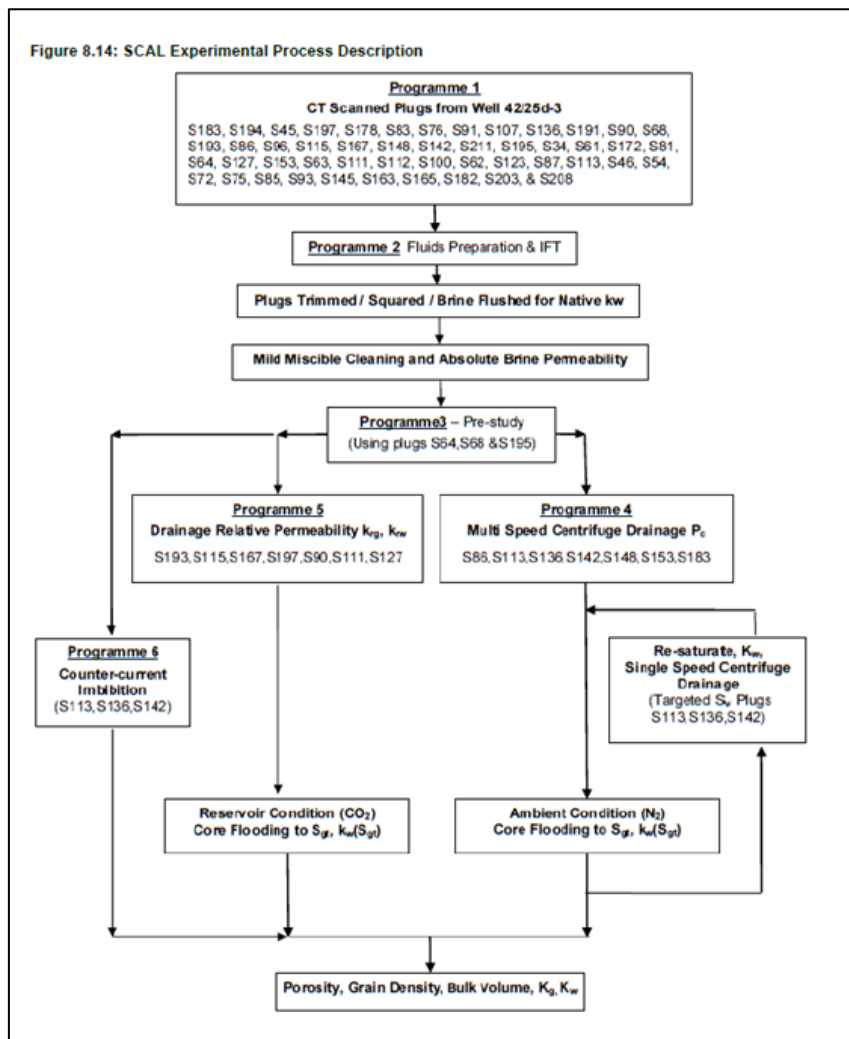 Figure 8.14: SCAL Experimental Process Description
Programme 1
CT Scanned Plugs from Well 42/25d-3
S183, S194, S45, S197, S178, S83, S76, S91, S107, S136, S191, S90, S68,
S193, S86, S96, S115, S167, S148, S142, S211, S195, S34, S61, S172, S81,
S64, S127, S153, S63, S111, S112, S100, S62, S123, S87, S113, S46, S54,
S72, S75, S85, S93, S145, S163, S165, S182, S203, & S208
Programme 2 Fluids Preparation & IFT
Plugs Trimmed / Squared / Brine Flushed for Native kw
Mild Miscible Cleaning and Absolute Brine Permeability
Programme3 – Pre-study
(Using plugs S64,S68 &S195)
Programme 5
Drainage Relative Permeability krg, krw
S193,S115,S167,S197,S90,S111,S127
Programme 4
Multi Speed Centrifuge Drainage Pc
S86,S113,S136,S142,S148,S153,S183
Programme 6
Counter-current
Imbibition
(S113,S136,S142)
Re-saturate, Kw,
Single Speed Centrifuge
Drainage
(Targeted Sw Plugs
S113,S136,S142)
Reservoir Condition (CO2)
Core Flooding to Sgt, kw(Sgt)
Ambient Condition (N2)
Core Flooding to Sgt, kw(Sgt)
Porosity, Grain Density, Bulk Volume, Kg, Kw